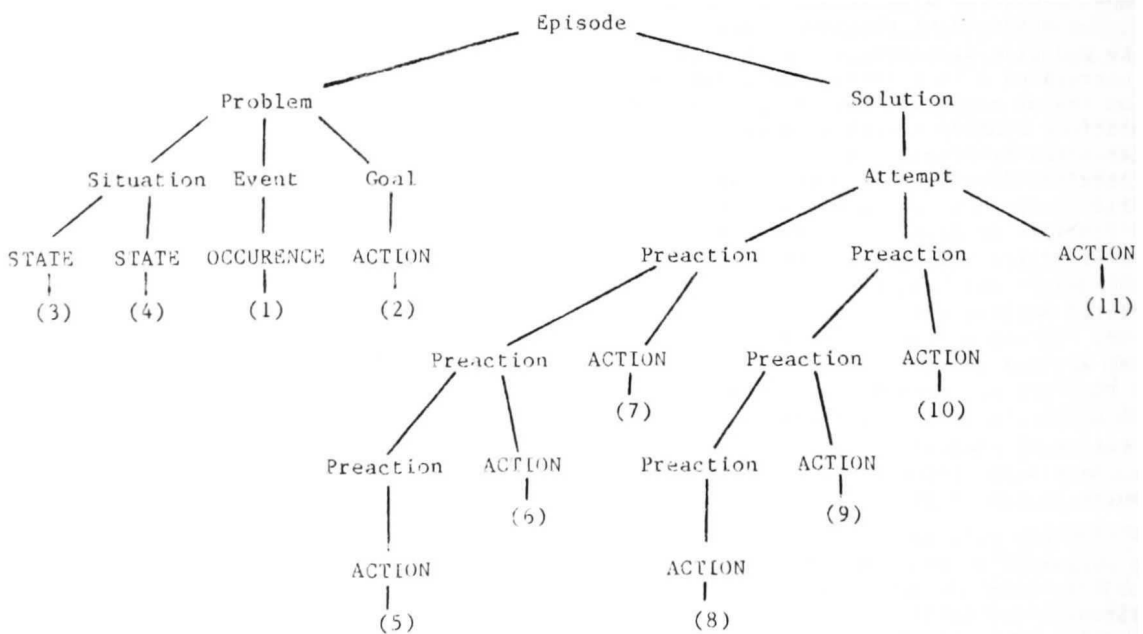 Episode
Problem Solution
Situation Event Goal Attempt
STATE STATE OCCURENCE ACTION Preaction Preaction ACTION
(3) (4) (1) (2) (11)
Preaction ACTION Preaction ACTION
(7) (10)
Preaction ACTION Preaction ACTION
(6) (9)
ACTION ACTION
(5) (8)